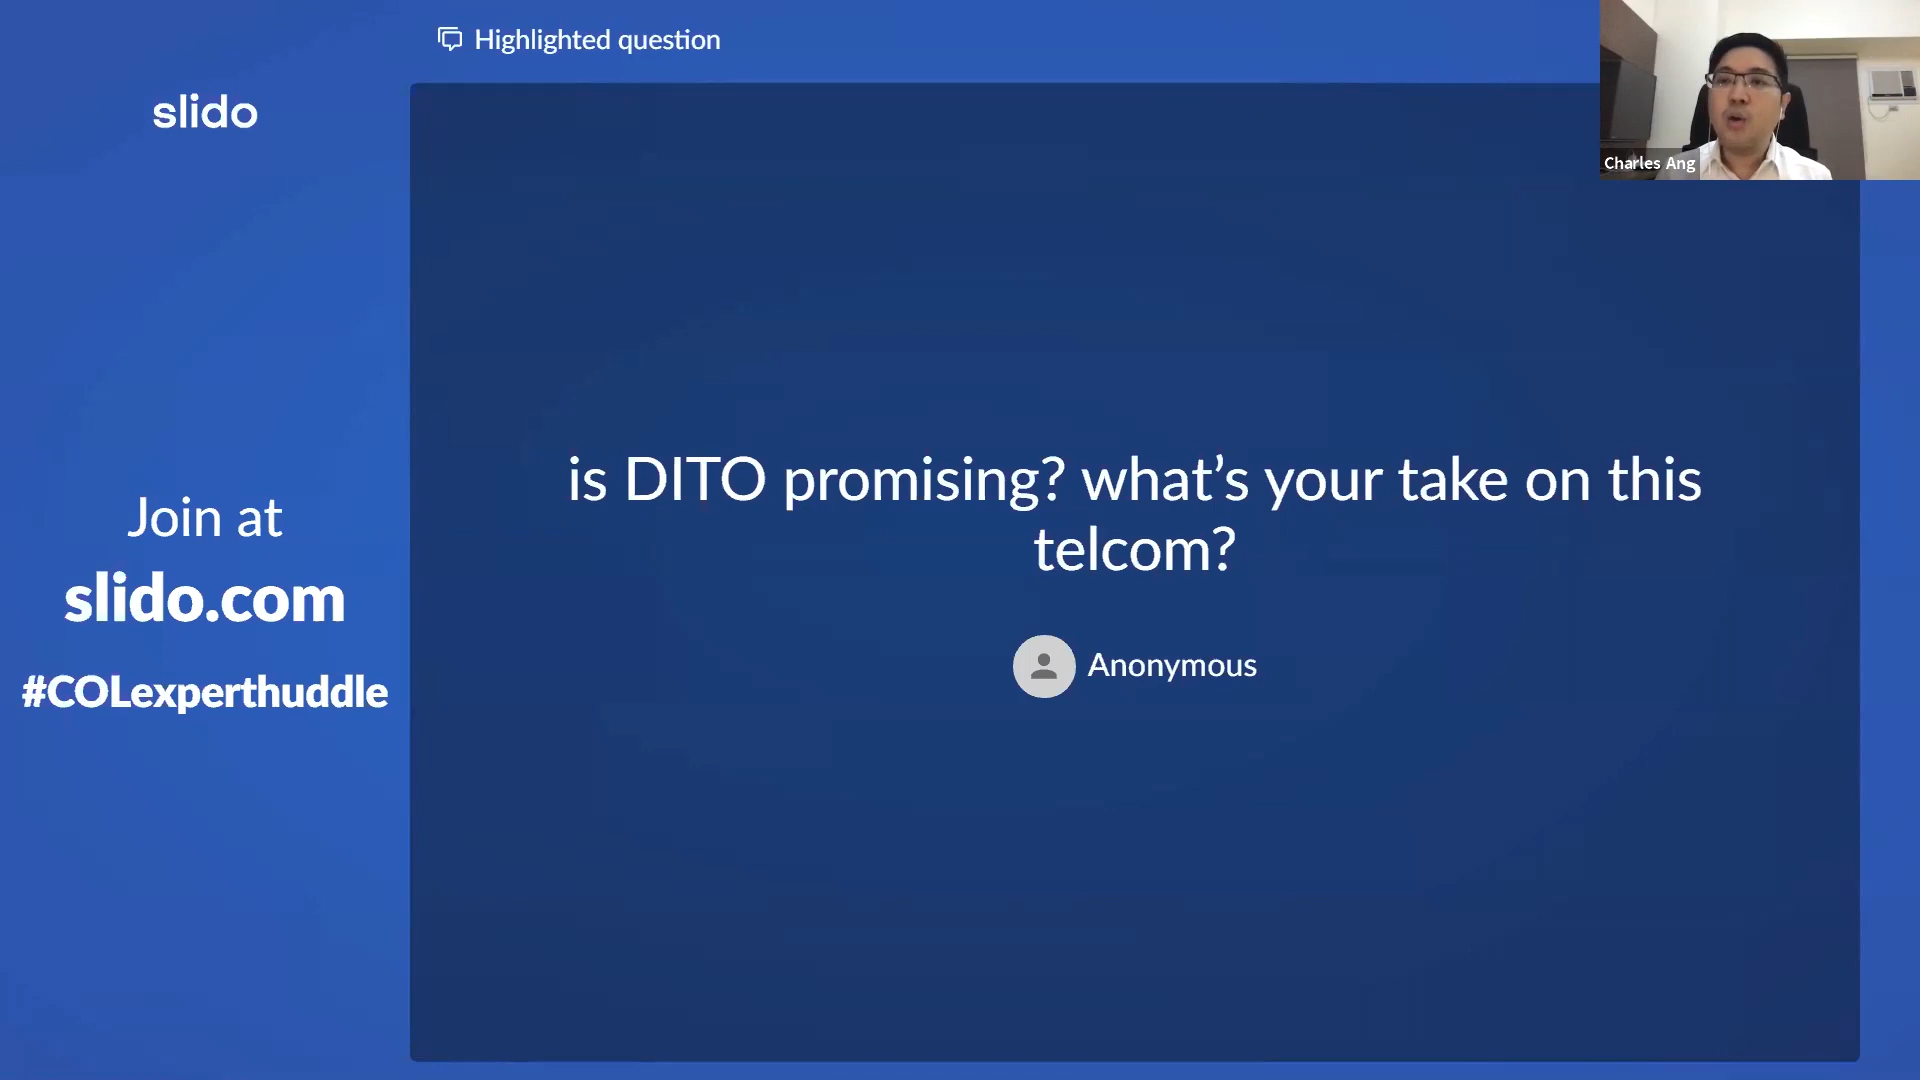 Highlighted question
slido
Charles Ang
is DITO promising? what's your take on this
telcom?
Anonymous
Join at
slido.com
#COLexperthuddle